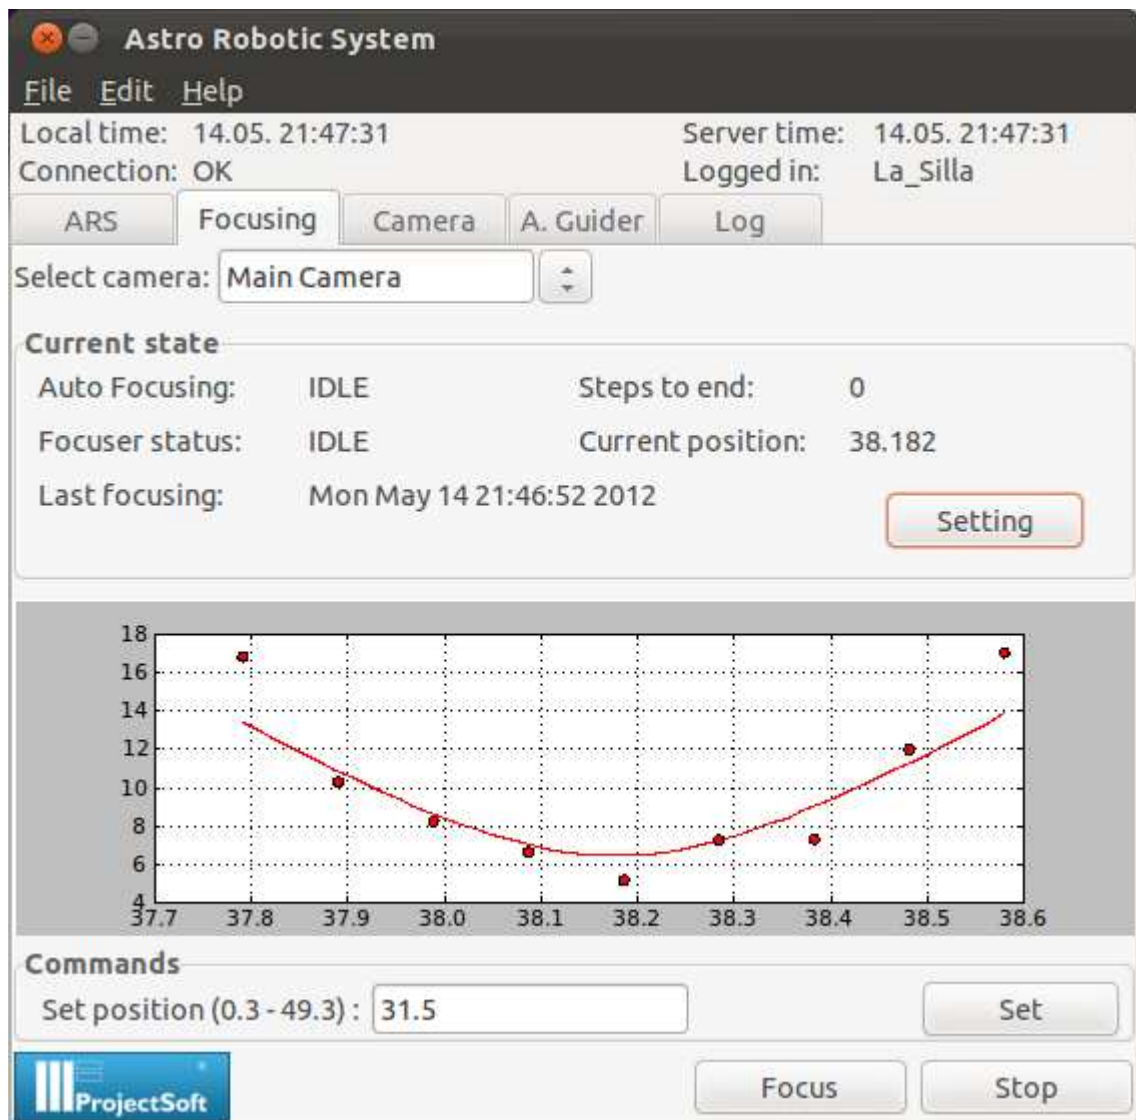 Astro Robotic System
File Edit Help
Local time: 14.05. 21:47:31 Server time: 14.05. 21:47:31
Connection: OK Logged in: La_Silla
ARS Focusing Camera A. Guider Log
Select camera: Main Camera
Current state
Auto Focusing: IDLE Steps to end: 0
Focuser status: IDLE Current position: 38.182
Last focusing: Mon May 14 21:46:52 2012
Setting
18
16
14
12
10
8
6
4
37.7 37.8 37.9 38.0 38.1 38.2 38.3 38.4 38.5 38.6
Commands
Set position (0.3 - 49.3) : 31.5 Set
ProjectSoft Focus Stop